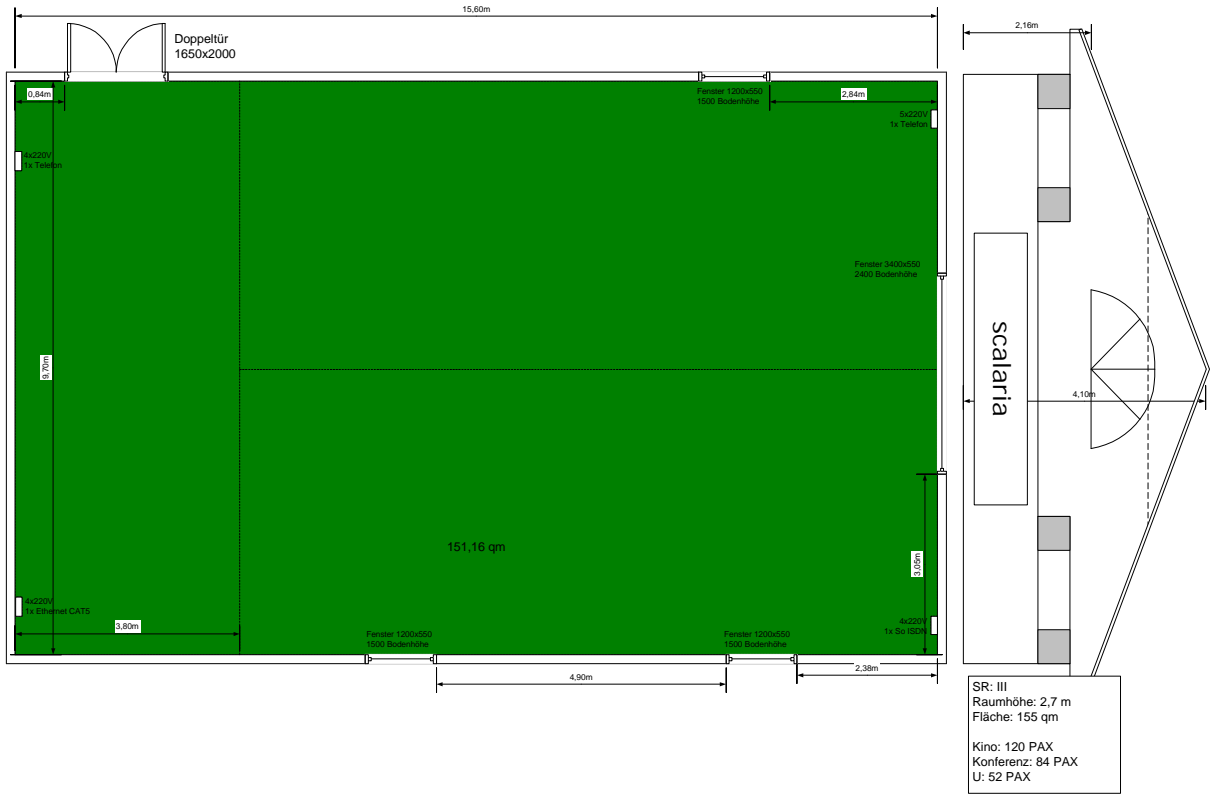 15,60m
2,16m
Doppeltür
1650x2000
0,84m
Fenster 1200x550
1500 Bodenhöhe
2,84m
5x220V
1x Telefon
4x220V
1x Telefon
Fenster 3400x550
2400 Bodenhöhe
9,70m
scalaria
4,10m
151,16 qm
3,05m
4x220V
1x Ethernet CAT5
3,80m
Fenster 1200x550
1500 Bodenhöhe
Fenster 1200x550
1500 Bodenhöhe
4x220V
1x So ISDN
4,90m
2,38m
SR: III
Raumhöhe: 2,7 m
Fläche: 155 qm
Kino: 120 PAX
Konferenz: 84 PAX
U: 52 PAX